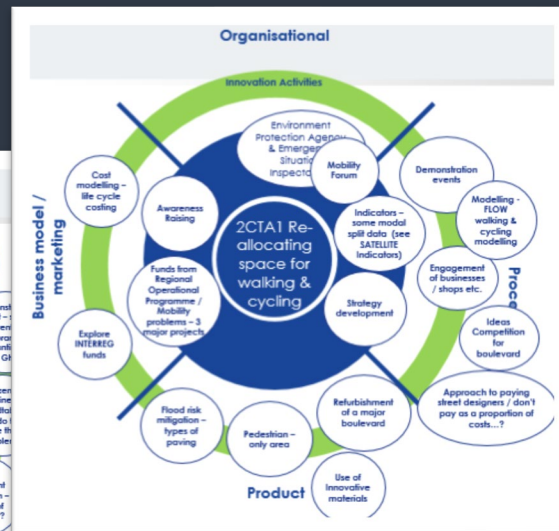 Organisational
Innovation Activities
Environment
Protection Agency
& Emergen
Situatio
Inspecto
Mobility
Forum
Demonstration
events
Cost
modelling –
life cycle
costing
Awareness
Raising
Indicators –
some modal
split data (see
SATELLITE
Indicators)
Modelling -
FLOW
walking &
cycling
modelling
Business model /
marketing
2CTA1 Re-
allocating
space for
walking &
cycling
Funds from
Regional
Operational
Programme /
Mobility
problems – 3
major projects
Engagement
of businesses
/ shops etc.
Proce
Strategy
development
Explore
INTERREG
funds
Ideas
Competition
for
boulevard
Flood risk
mitigation –
types of
paving
Pedestrian –
only area
Refurbishment
of a major
boulevard
Approach to paying
street designers / don't
pay as a proportion of
costs...?
Product
Use of
Innovative
materials